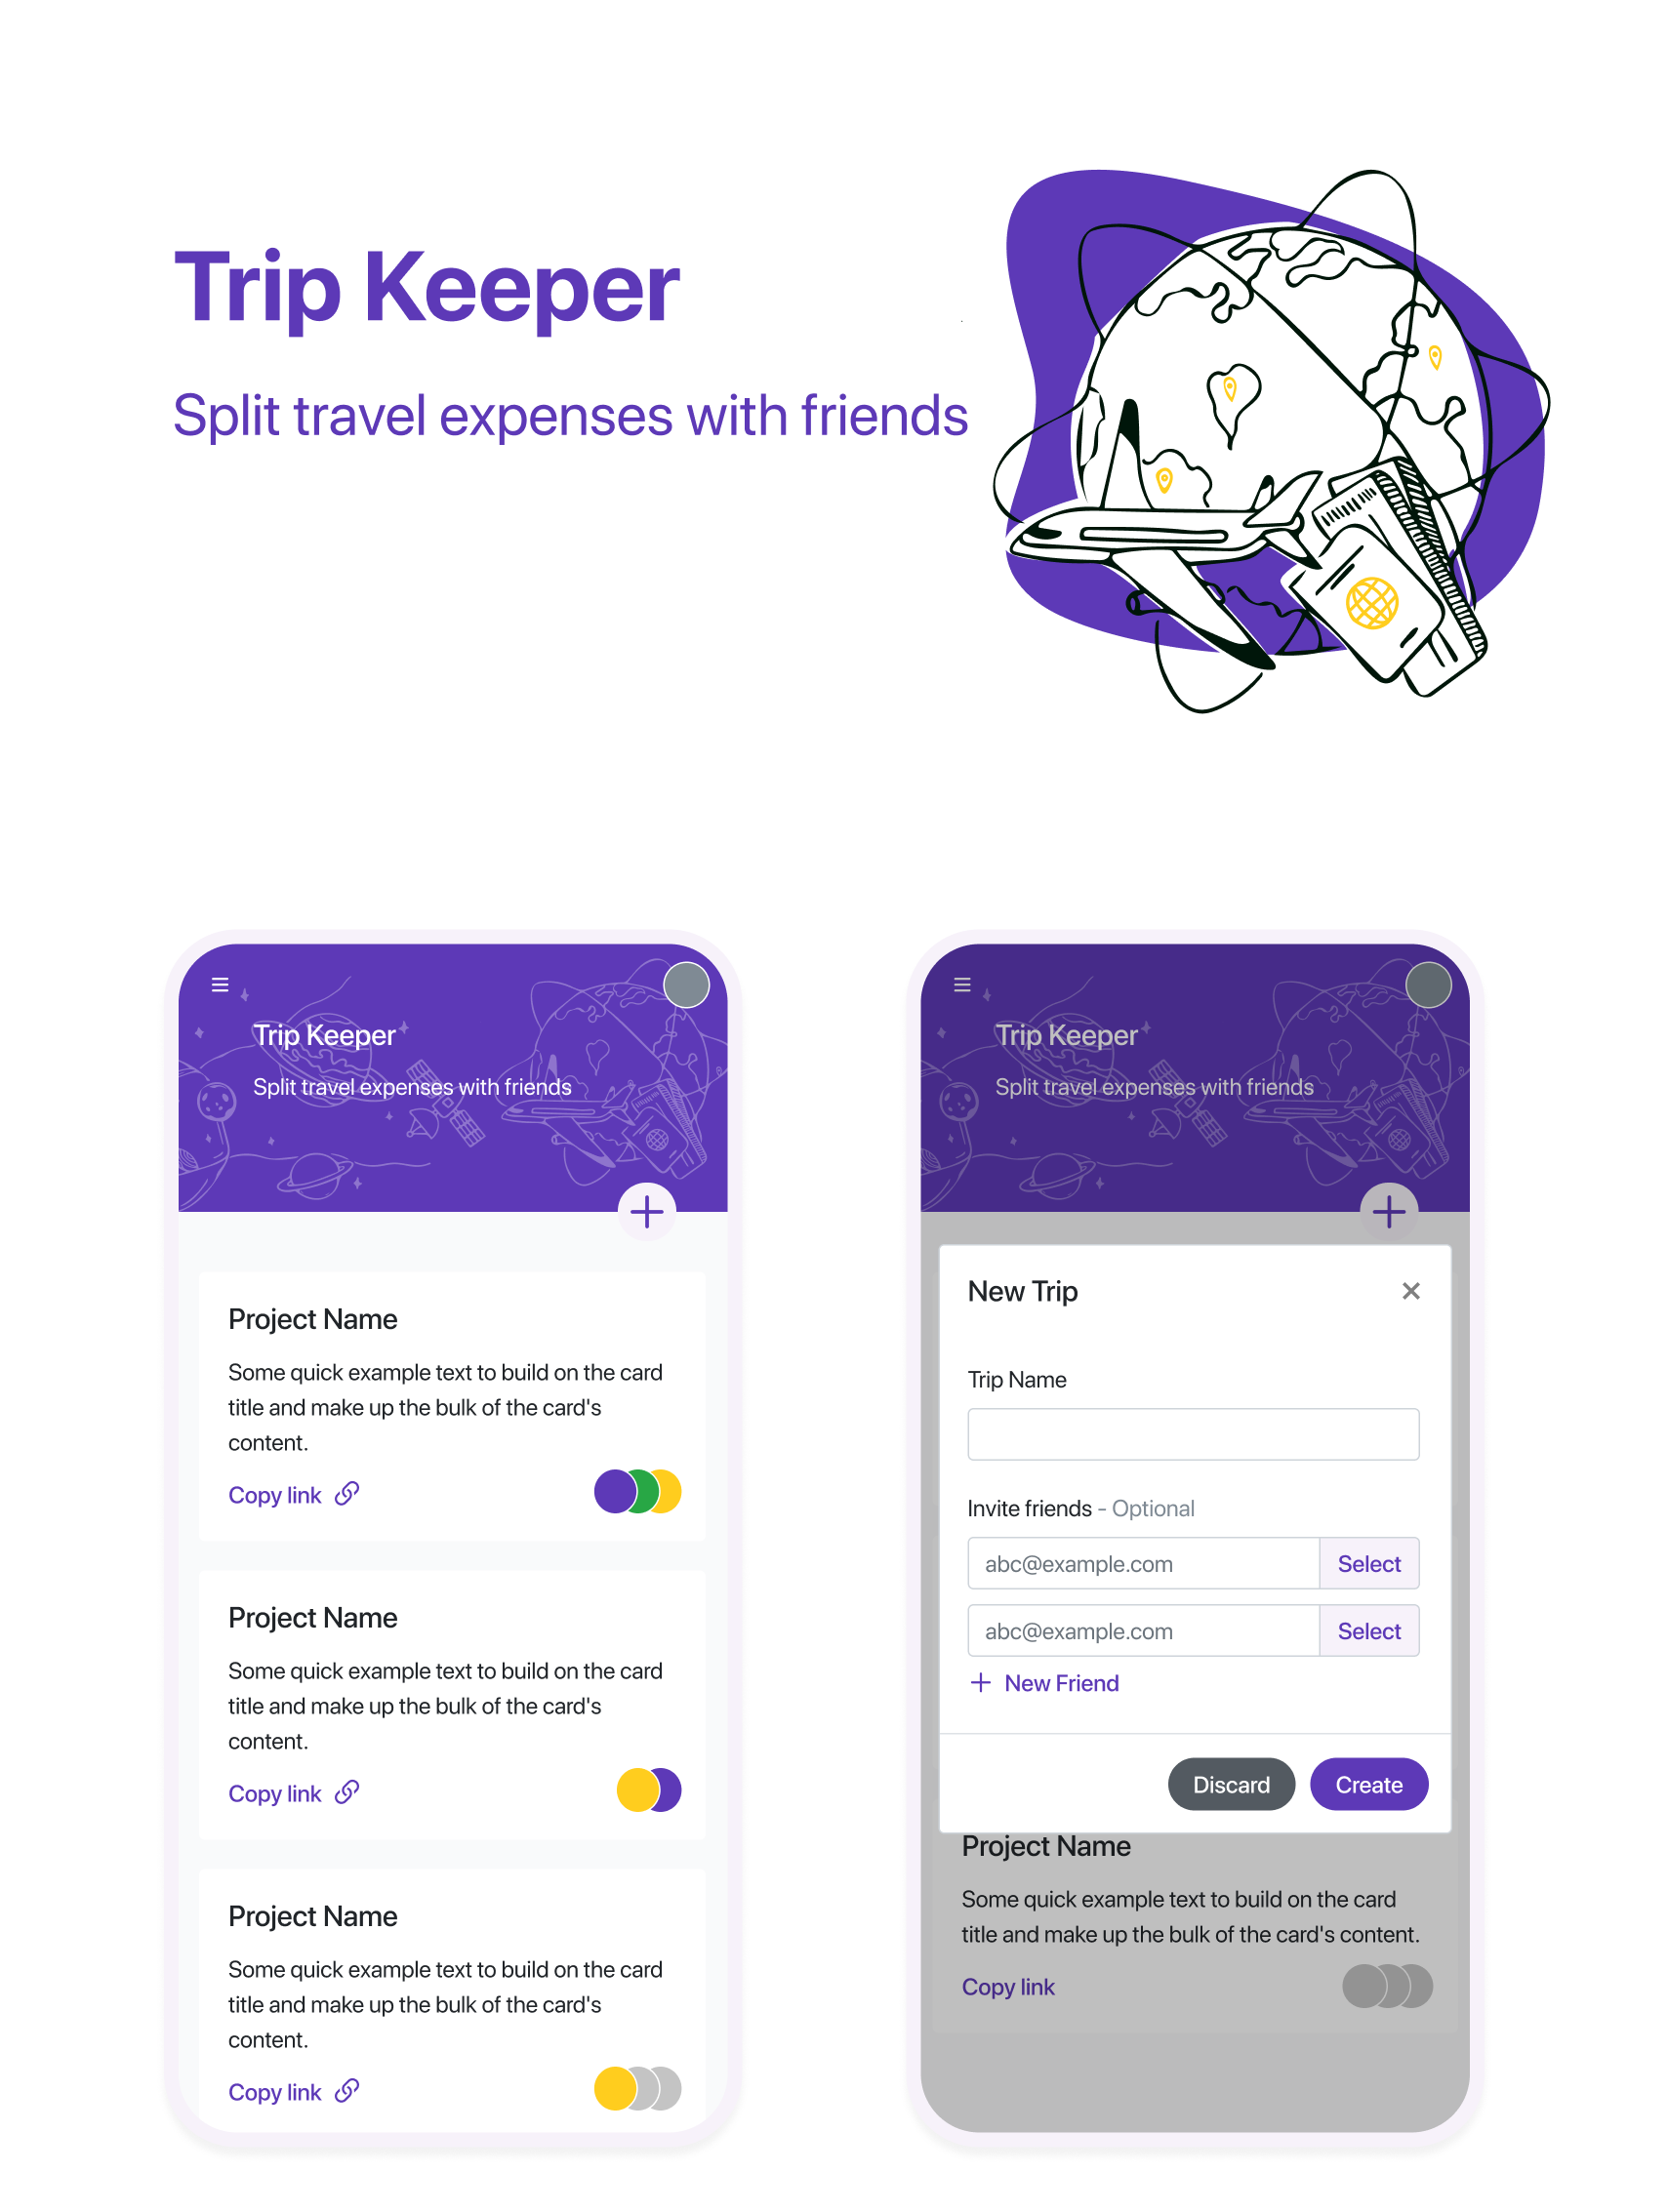 Trip Keeper
Split travel expenses with friends
Trip Keeper
Split travel expenses with friends
Project Name
Some quick example text to build on the card
title and make up the bulk of the card's
content.
Copy link
Project Name
Some quick example text to build on the card
title and make up the bulk of the card's
content.
Copy link
Project Name
Some quick example text to build on the card
title and make up the bulk of the card's
content.
Copy link
Trip Keeper
Split travel expenses with friends
New Trip
Trip Name
Invite friends - Optional
abc@example.com Select
abc@example.com Select
New Friend
Discard Create
Project Name
Some quick example text to build on the card
title and make up the bulk of the card's content.
Copy link